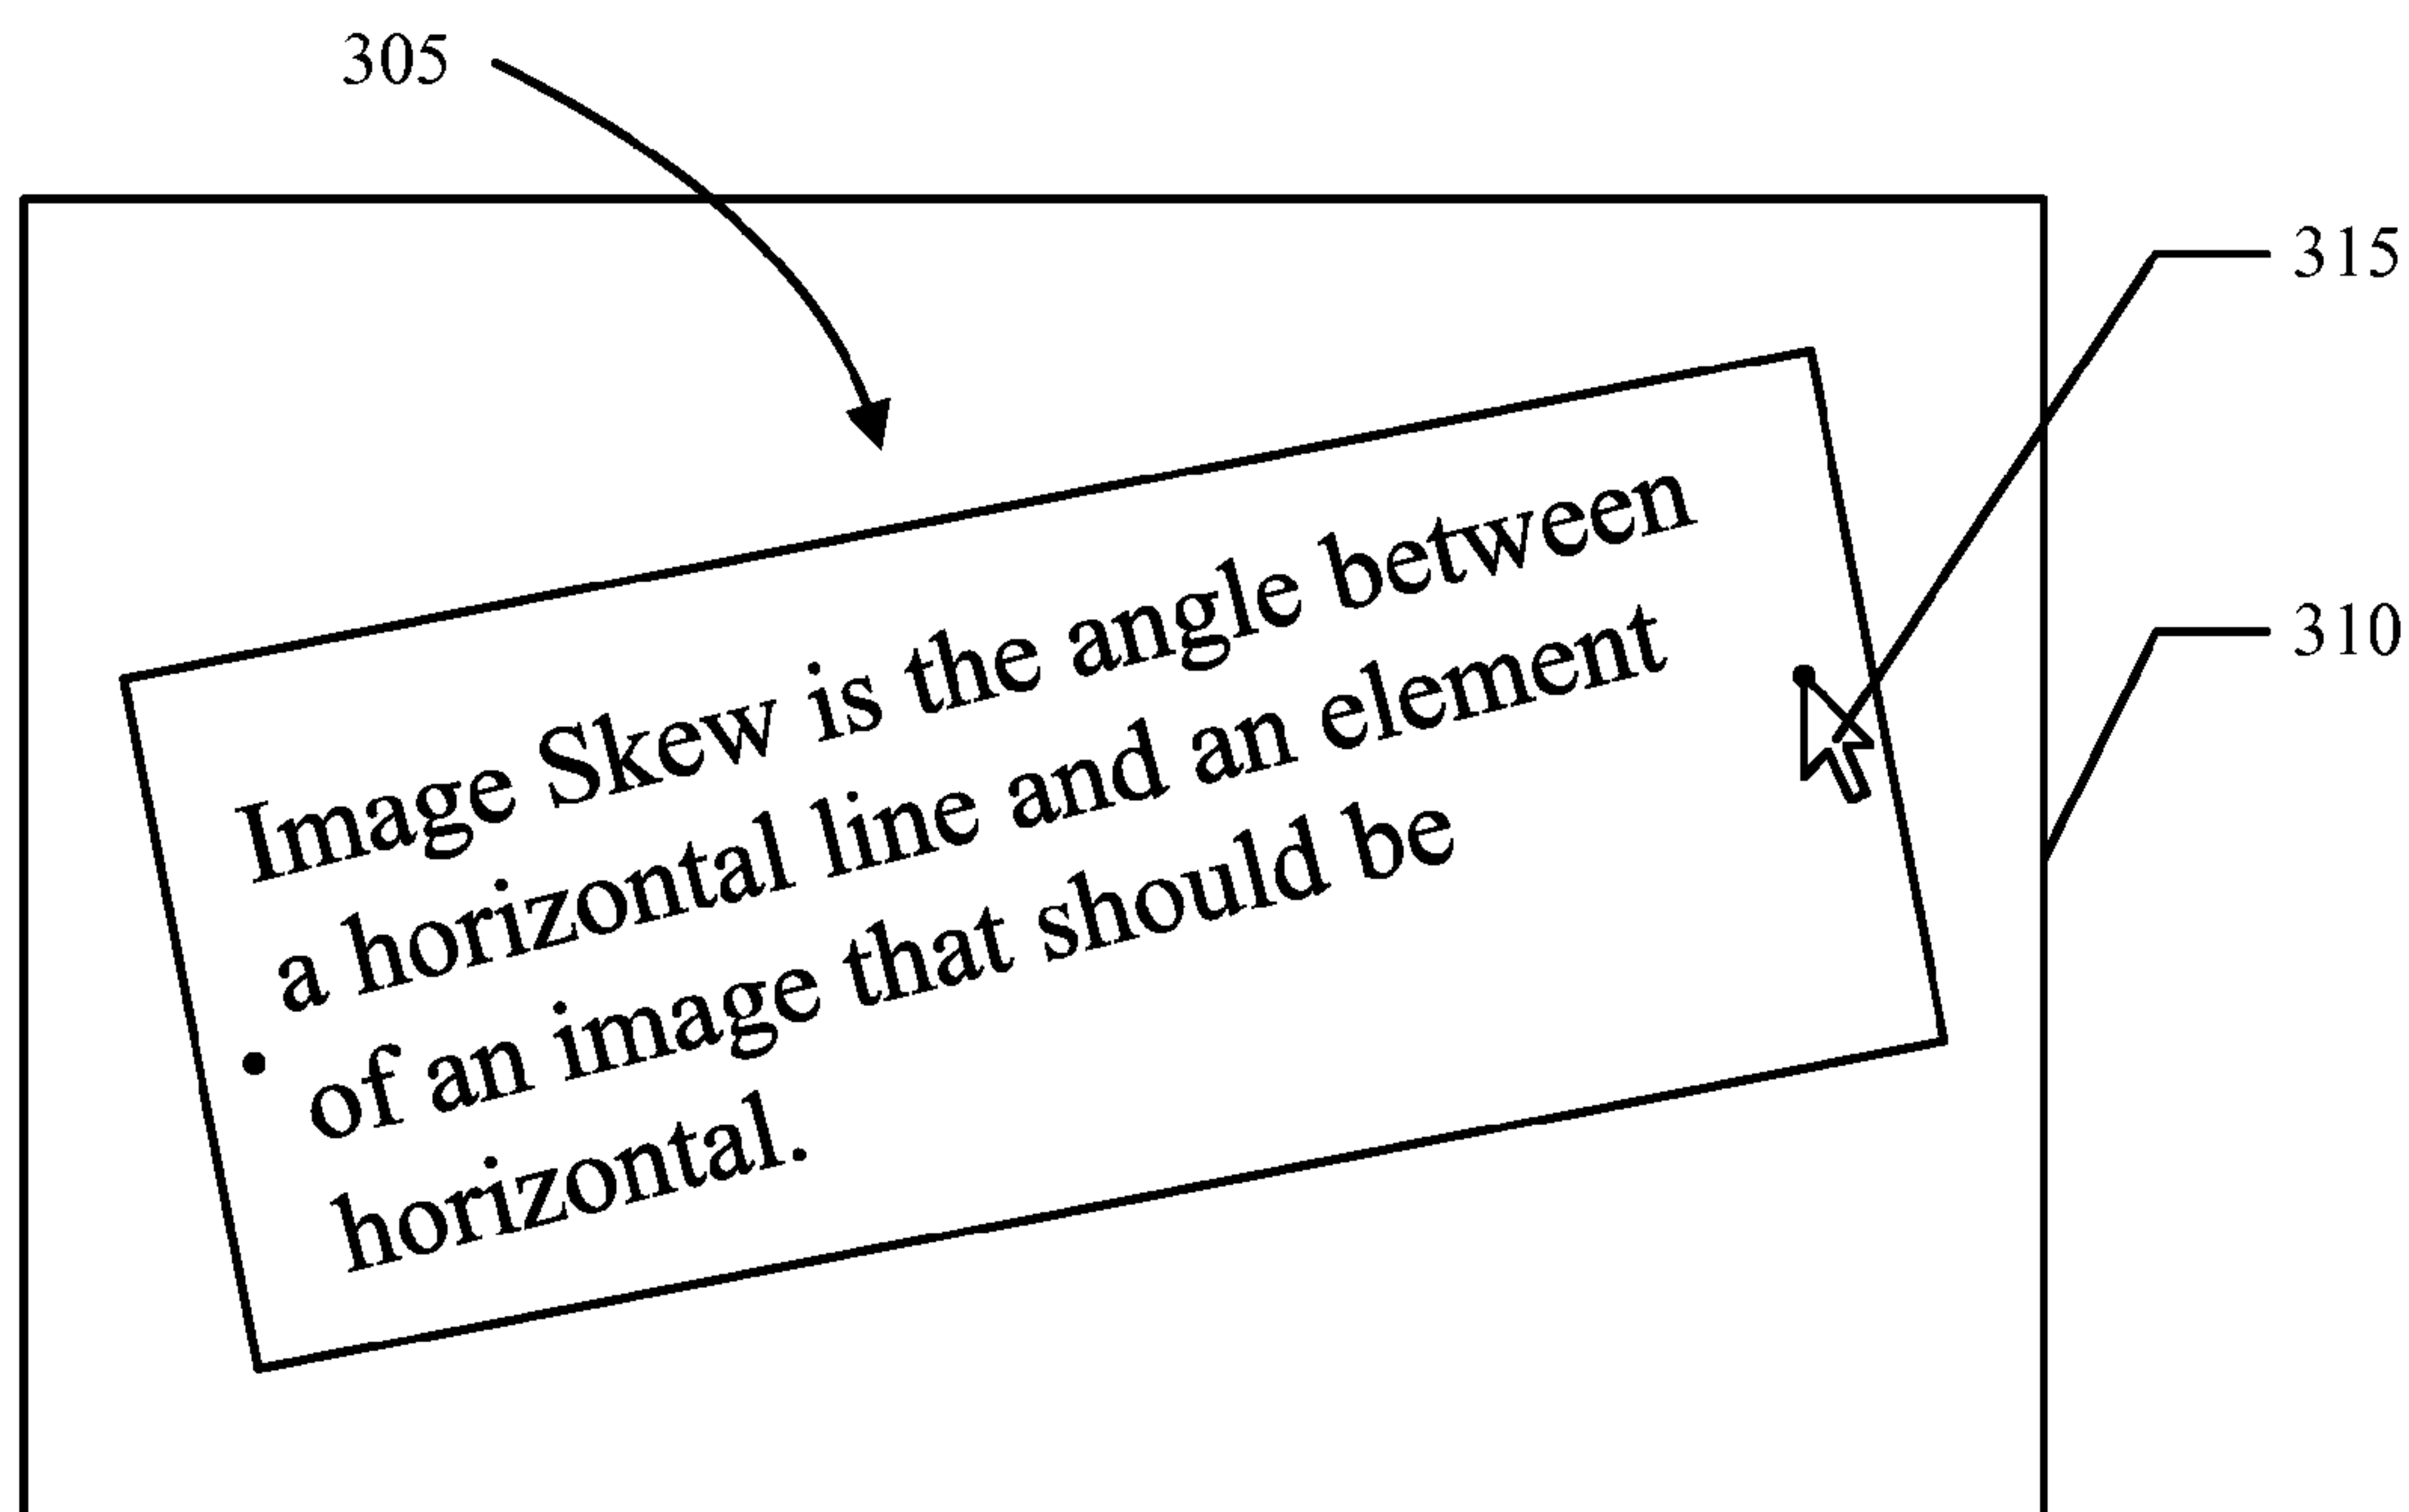 305
315
310
Image Skew is the angle between
a horizontal line and an element
of an image that should be
horizontal.